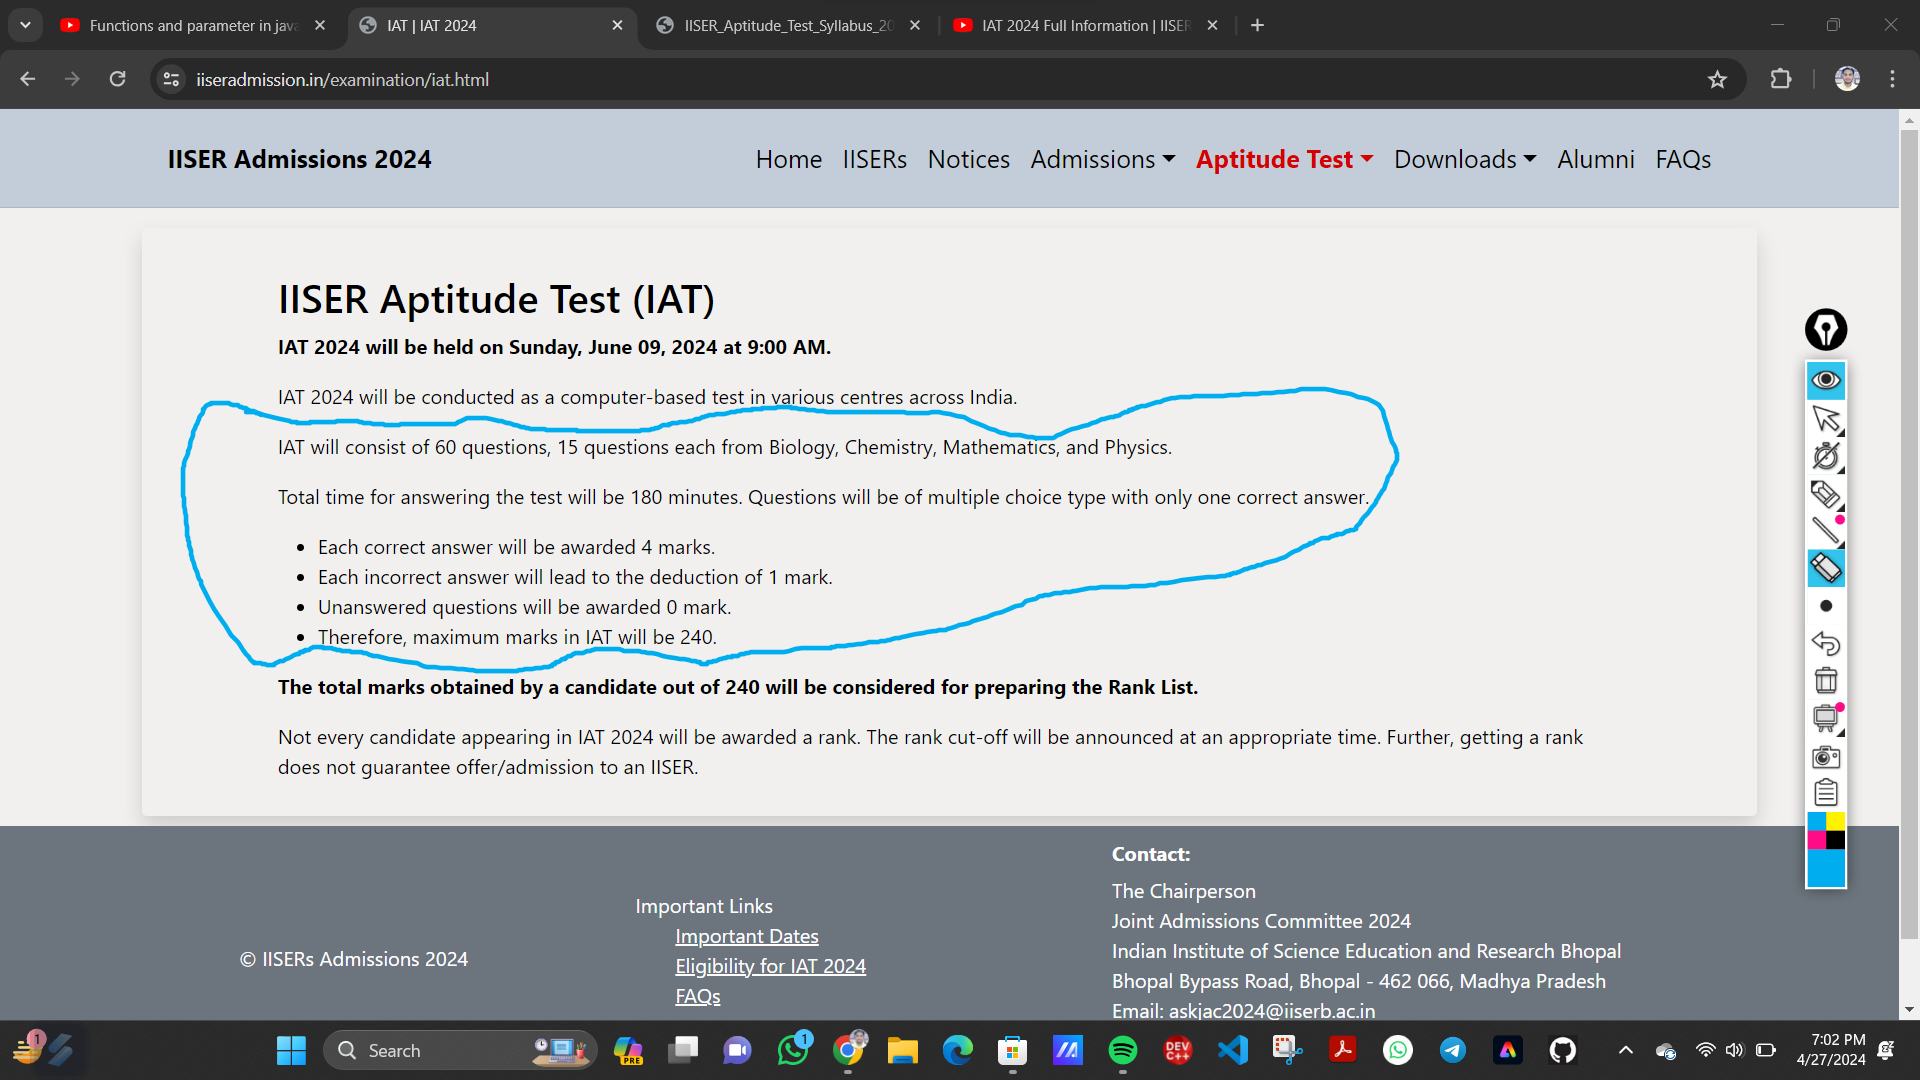 Functions and parameter in java
IAT | IAT 2024
IISER_Aptitude_Test_Syllabus_20
IAT 2024 Full Information | IISER
iiseradmission.in/examination/iat.html
IISER Admissions 2024
Home IISERs Notices Admissions Aptitude Test Downloads Alumni FAQs
IISER Aptitude Test (IAT)
IAT 2024 will be held on Sunday, June 09, 2024 at 9:00 AM.
IAT 2024 will be conducted as a computer-based test in various centres across India.
IAT will consist of 60 questions, 15 questions each from Biology, Chemistry, Mathematics, and Physics.
Total time for answering the test will be 180 minutes. Questions will be of multiple choice type with only one correct answer.
• Each correct answer will be awarded 4 marks.
• Each incorrect answer will lead to the deduction of 1 mark.
• Unanswered questions will be awarded 0 mark.
• Therefore, maximum marks in IAT will be 240.
The total marks obtained by a candidate out of 240 will be considered for preparing the Rank List.
Not every candidate appearing in IAT 2024 will be awarded a rank. The rank cut-off will be announced at an appropriate time. Further, getting a rank
does not guarantee offer/admission to an IISER.
© IISERs Admissions 2024
Important Links
Important Dates
Eligibility for IAT 2024
FAQs
Contact:
The Chairperson
Joint Admissions Committee 2024
Indian Institute of Science Education and Research Bhopal
Bhopal Bypass Road, Bhopal - 462 066, Madhya Pradesh
Email: askjac2024@iiserb.ac.in
1
Search
PRE
1
DEV
C++
7:02 PM
4/27/2024